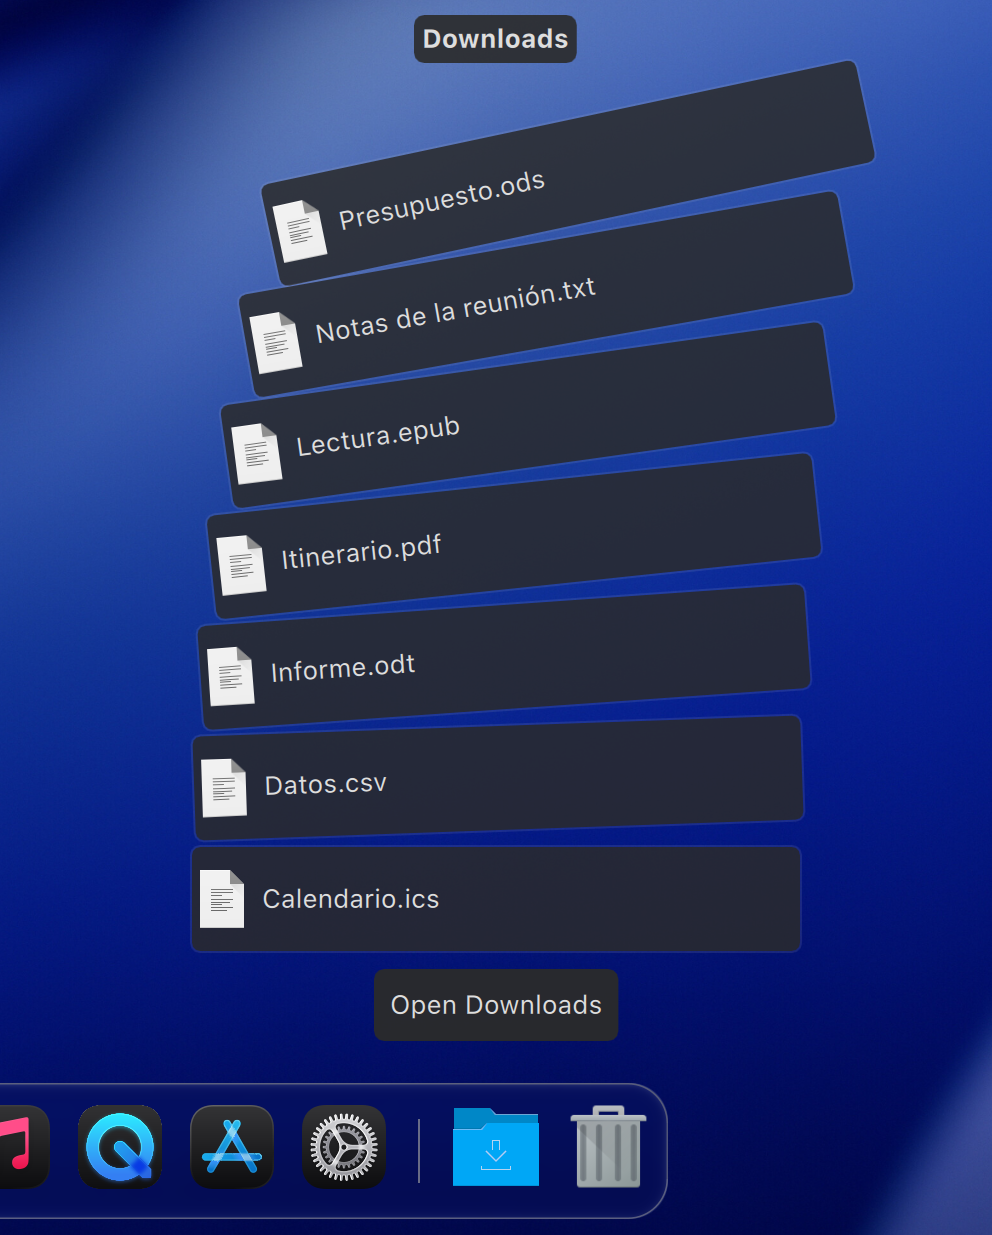 Downloads
Presupuesto.ods
Notas de la reunión.txt
Lectura.epub
Itinerario.pdf
Informe.odt
Datos.csv
Calendario.ics
Open Downloads